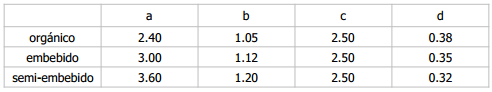 a b c d
orgánico 2.40 1.05 2.50 0.38
embebido 3.00 1.12 2.50 0.35
semi-embebido 3.60 1.20 2.50 0.32